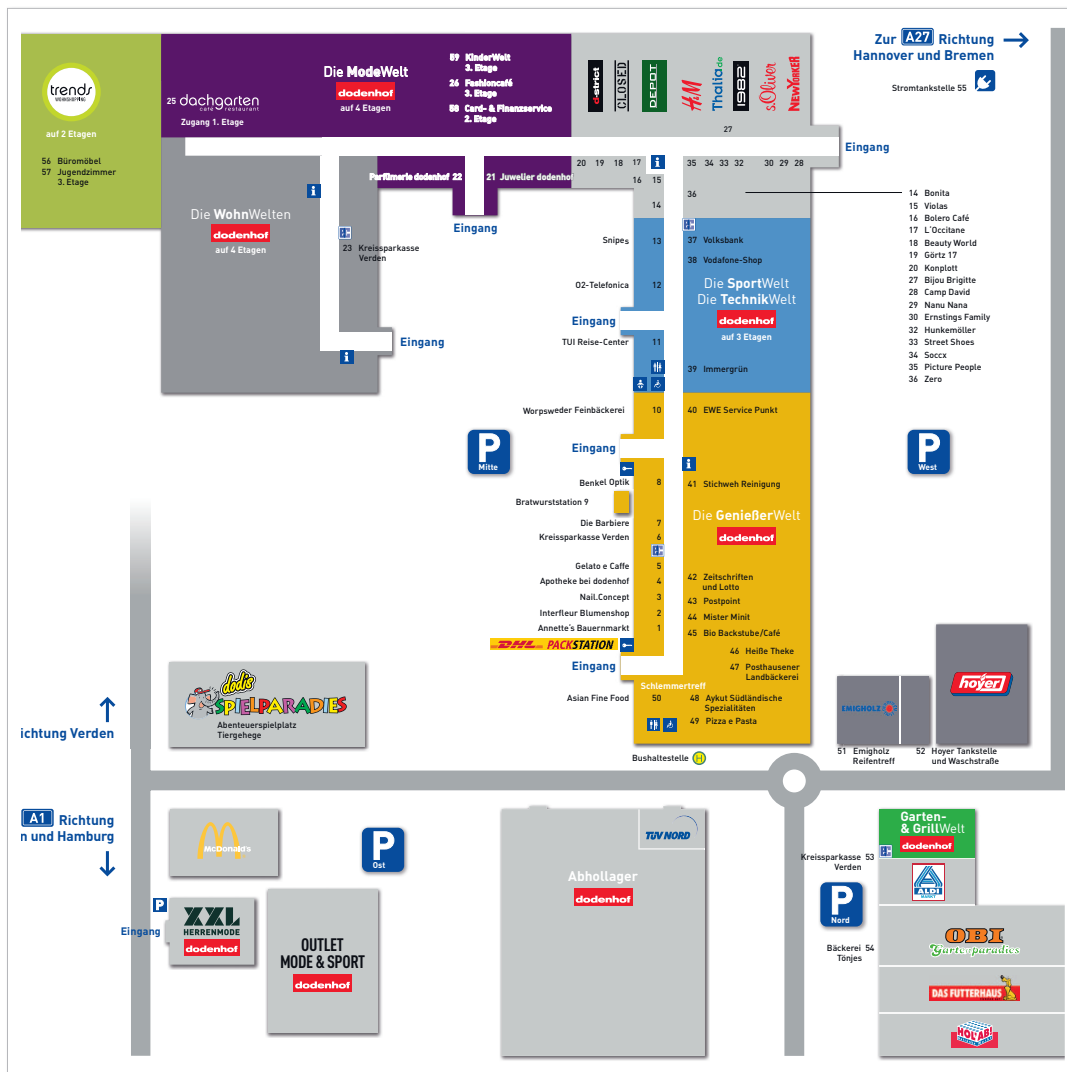 Zur A27 Richtung
Hannover und Bremen
Stromtankstelle 55
trends
WOHNSHOPPING
auf 2 Etagen
56 Büromöbel
57 Jugendzimmer
3. Etage
25 dachgarten
café restaurant
Zugang 1. Etage
Die ModeWelt
dodenhof
auf 4 Etagen
59 KinderWelt
3. Etage
26 Fashioncafé
3. Etage
58 Card- & Finanzservice
2. Etage
d-strict
CLOSED
DEPOT
H&M
Thalia.de
1982
s.Oliver
NEW YORKER
27
Eingang
20 19 18 17 i 35 34 33 32 30 29 28
16 15
14
36
Parfümerie dodenhof 22
21 Juwelier dodenhof
Eingang
i
Die WohnWelten
dodenhof
auf 4 Etagen
23 Kreissparkasse
Verden
Eingang
i
14 Bonita
15 Violas
16 Bolero Café
17 L'Occitane
18 Beauty World
19 Görtz 17
20 Konplott
27 Bijou Brigitte
28 Camp David
29 Nanu Nana
30 Ernstings Family
32 Hunkemöller
33 Street Shoes
34 Soccx
35 Picture People
36 Zero
Snipes 13
O2-Telefonica 12
Eingang
TUI Reise-Center 11
37 Volksbank
38 Vodafone-Shop
Die SportWelt
Die TechnikWelt
dodenhof
auf 3 Etagen
39 Immergrün
Worpsweder Feinbäckerei 10
40 EWE Service Punkt
Eingang
i
P
Mitte
P
West
Benkel Optik 8
41 Stichweh Reinigung
Bratwurststation 9
Die GenießerWelt
dodenhof
Die Barbiere 7
Kreissparkasse Verden 6
Gelato e Caffe 5
Apotheke bei dodenhof 4
Nail.Concept 3
Interfleur Blumenshop 2
Annette's Bauernmarkt 1
DHL PACKSTATION
Eingang
42 Zeitschriften
und Lotto
43 Postpoint
44 Mister Minit
45 Bio Backstube/Café
46 Heiße Theke
47 Posthausener
Landbäckerei
Schlemmertreff
Asian Fine Food 50
48 Aykut Südländische
Spezialitäten
49 Pizza e Pasta
Bushaltestelle H
dodis
SPIELPARADIES
Abenteuerspielplatz
Tiergehege
ichtung Verden
EMIGHOLZ
hoyer
51 Emigholz
Reifentreff
52 Hoyer Tankstelle
und Waschstraße
A1 Richtung
n und Hamburg
McDonald's
P
Ost
P
Eingang
XXL
HERRENMODE
dodenhof
OUTLET
MODE & SPORT
dodenhof
TÜV NORD
Abhollager
dodenhof
Garten-
& GrillWelt
dodenhof
Kreissparkasse 53
Verden
ALDI
MARKT
P
Nord
Bäckerei 54
Tönjes
OBI
Gartenparadies
DAS FUTTERHAUS
HOL'AB!